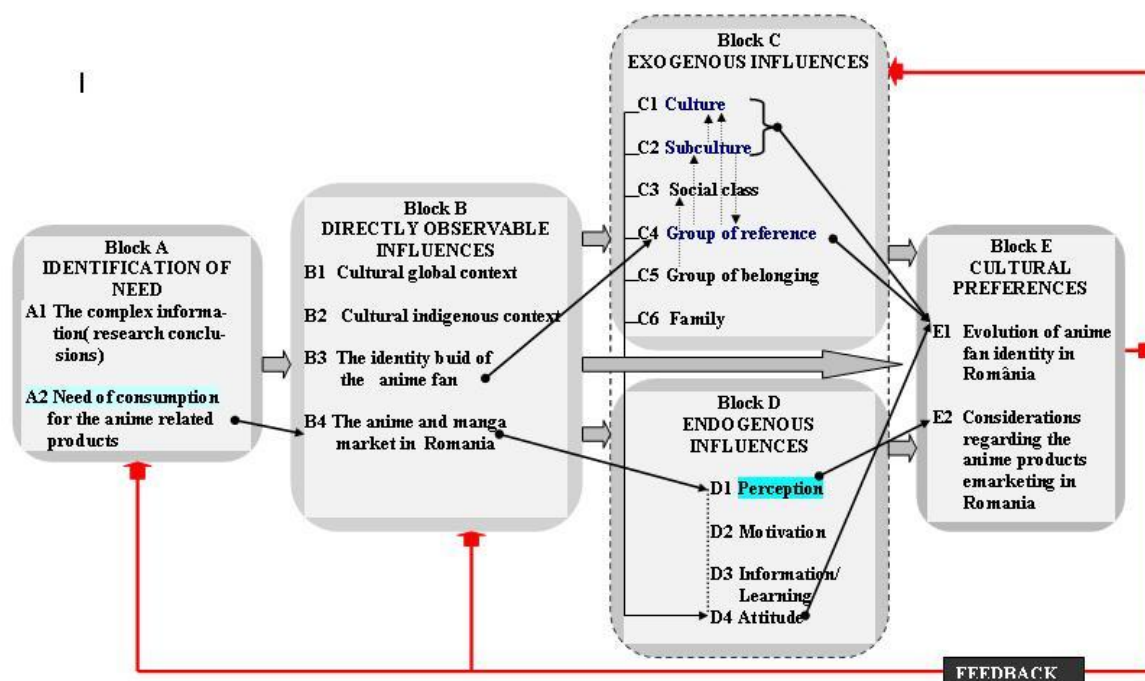 Block A
IDENTIFICATION OF
NEED
A1 The complex informa-
tion( research conclu-
sions)
A2 Need of consumption
for the anime related
products
Block B
DIRECTLY OBSERVABLE
INFLUENCES
B1 Cultural global context
B2 Cultural indigenous context
B3 The identity buid of
the anime fan
B4 The anime and manga
market in Romania
Block C
EXOGENOUS INFLUENCES
C1 Culture
C2 Subculture
C3 Social class
C4 Group of reference
C5 Group of belonging
C6 Family
Block D
ENDOGENOUS
INFLUENCES
D1 Perception
D2 Motivation
D3 Information/
Learning
D4 Attitude
Block E
CULTURAL
PREFERENCES
E1 Evolution of anime
fan identity in
România
E2 Considerations
regarding the
anime products
emarketing in
Romania
FEEDBACK